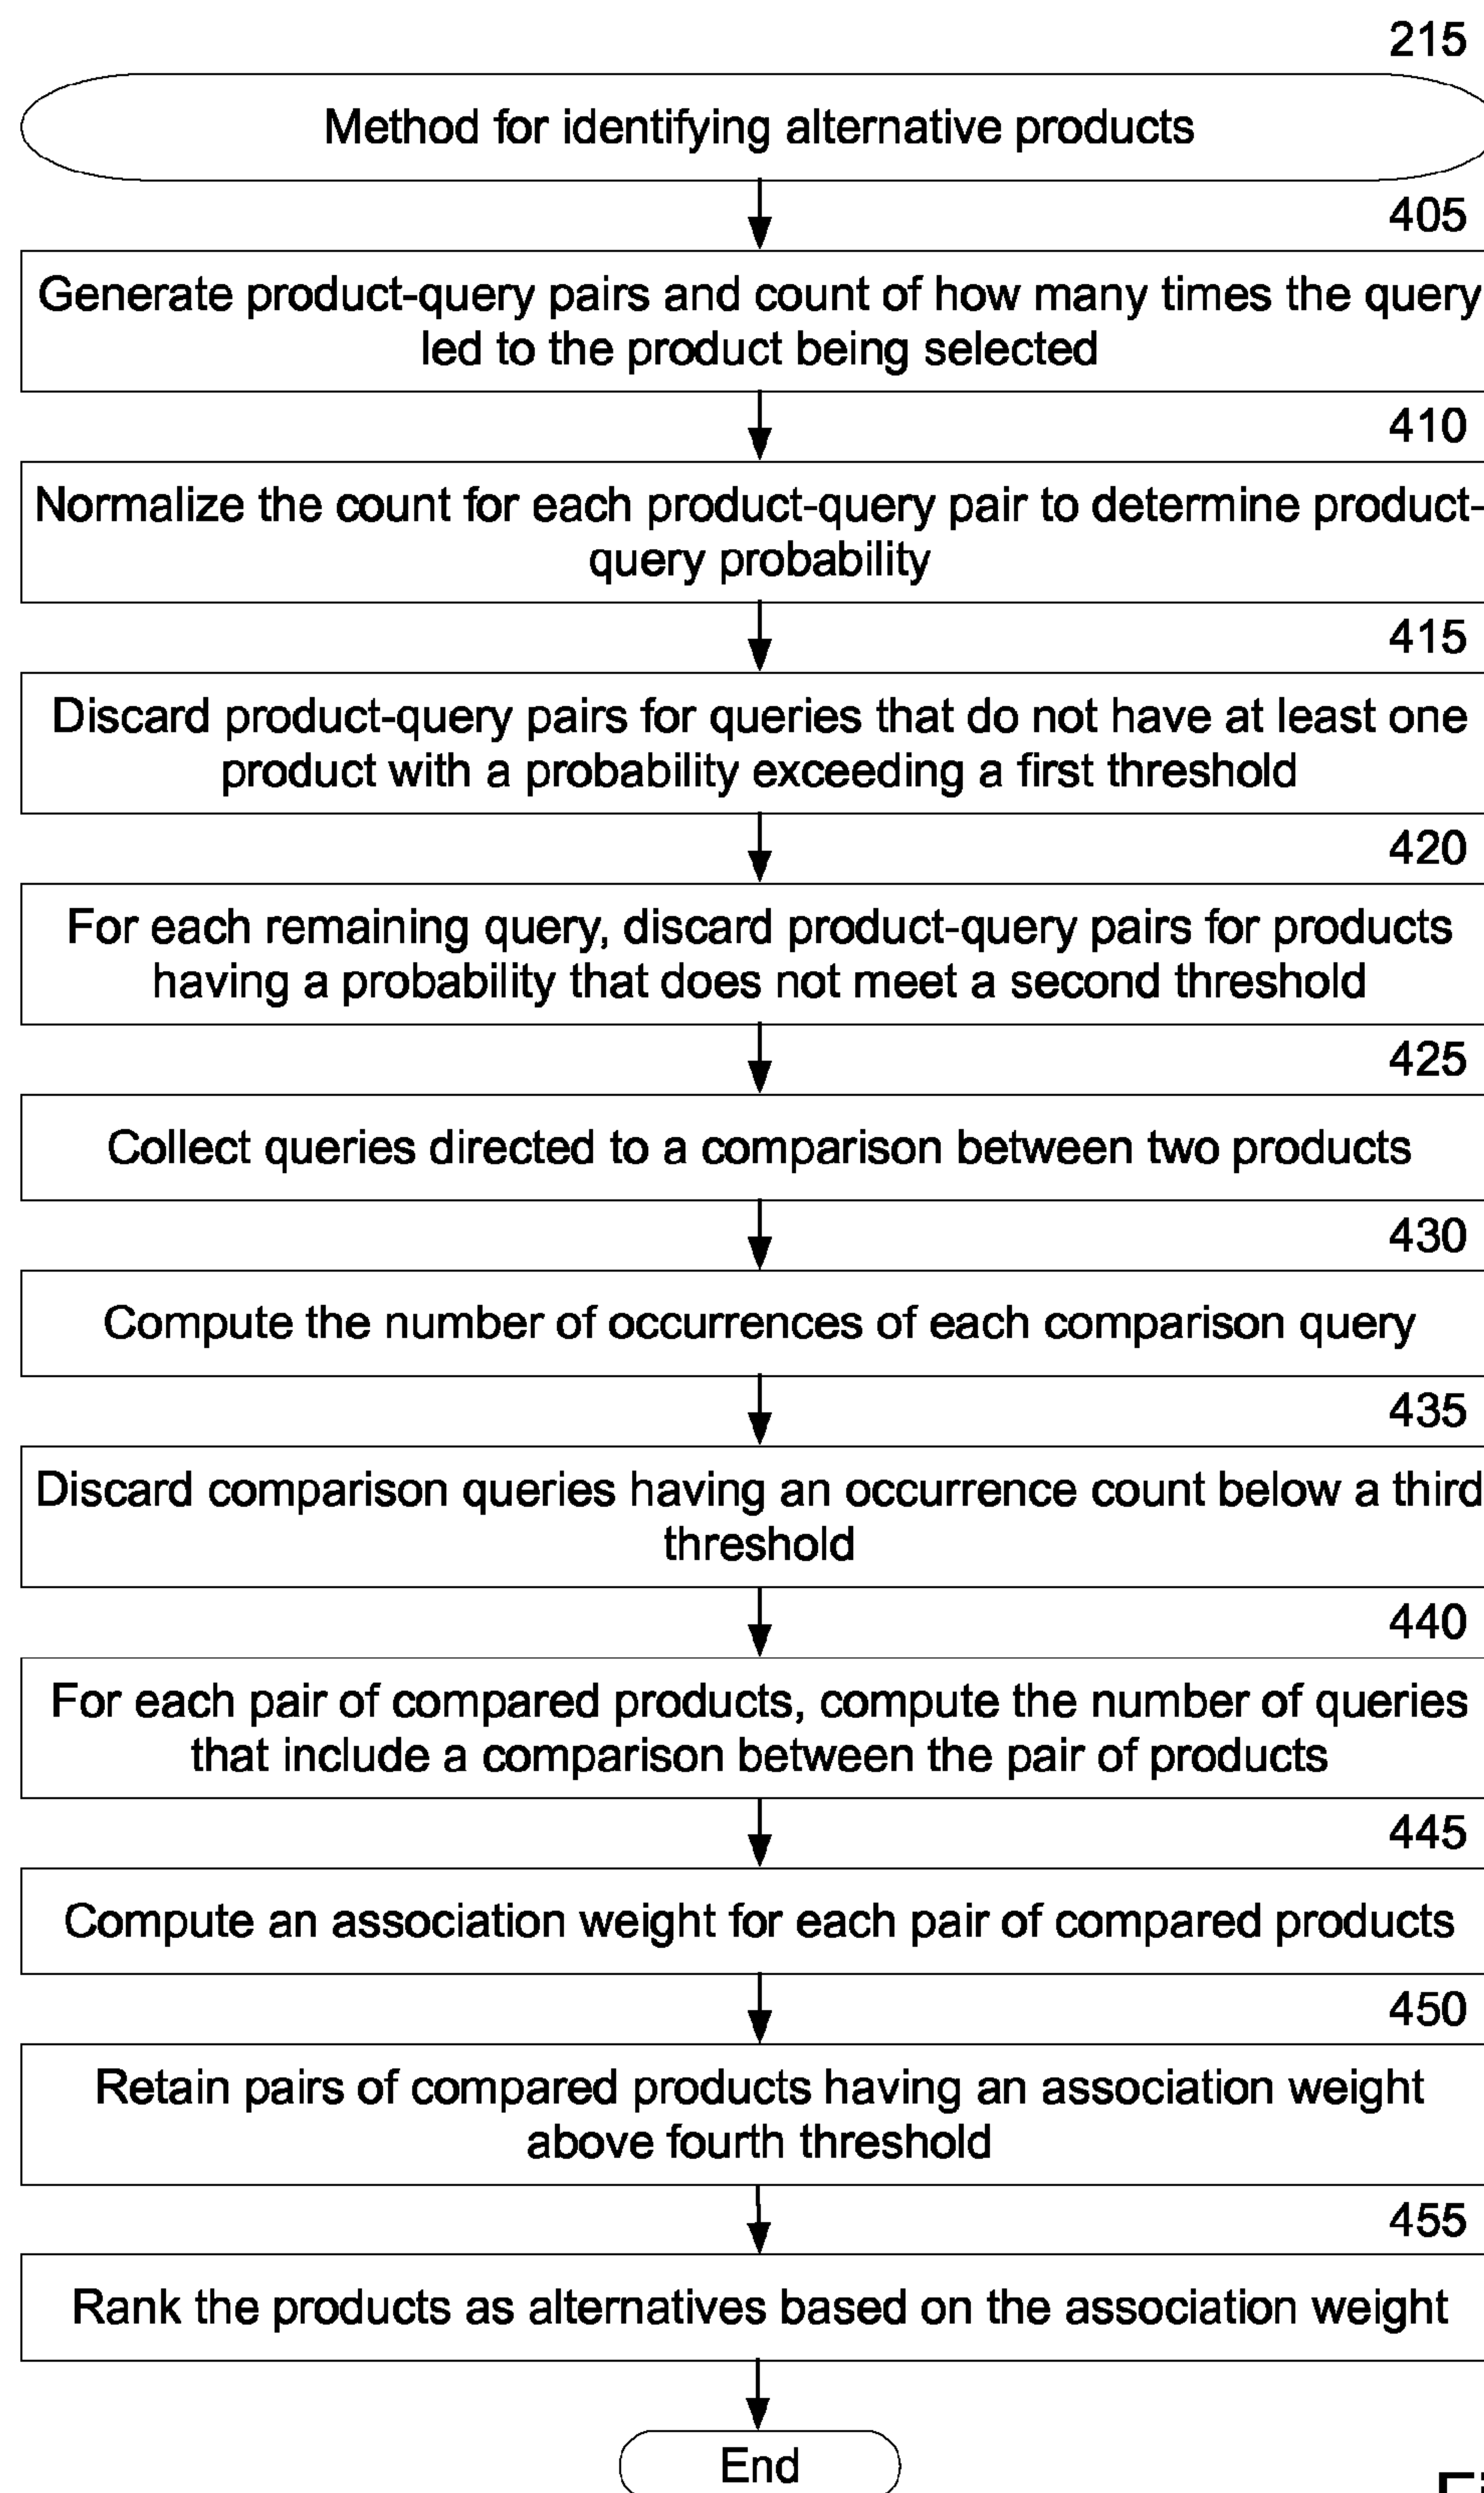 215
Method for identifying alternative products
405
Generate product-query pairs and count of how many times the query
led to the product being selected
410
Normalize the count for each product-query pair to determine product-
query probability
415
Discard product-query pairs for queries that do not have at least one
product with a probability exceeding a first threshold
420
For each remaining query, discard product-query pairs for products
having a probability that does not meet a second threshold
425
Collect queries directed to a comparison between two products
430
Compute the number of occurrences of each comparison query
435
Discard comparison queries having an occurrence count below a third
threshold
440
For each pair of compared products, compute the number of queries
that include a comparison between the pair of products
445
Compute an association weight for each pair of compared products
450
Retain pairs of compared products having an association weight
above fourth threshold
455
Rank the products as alternatives based on the association weight
End